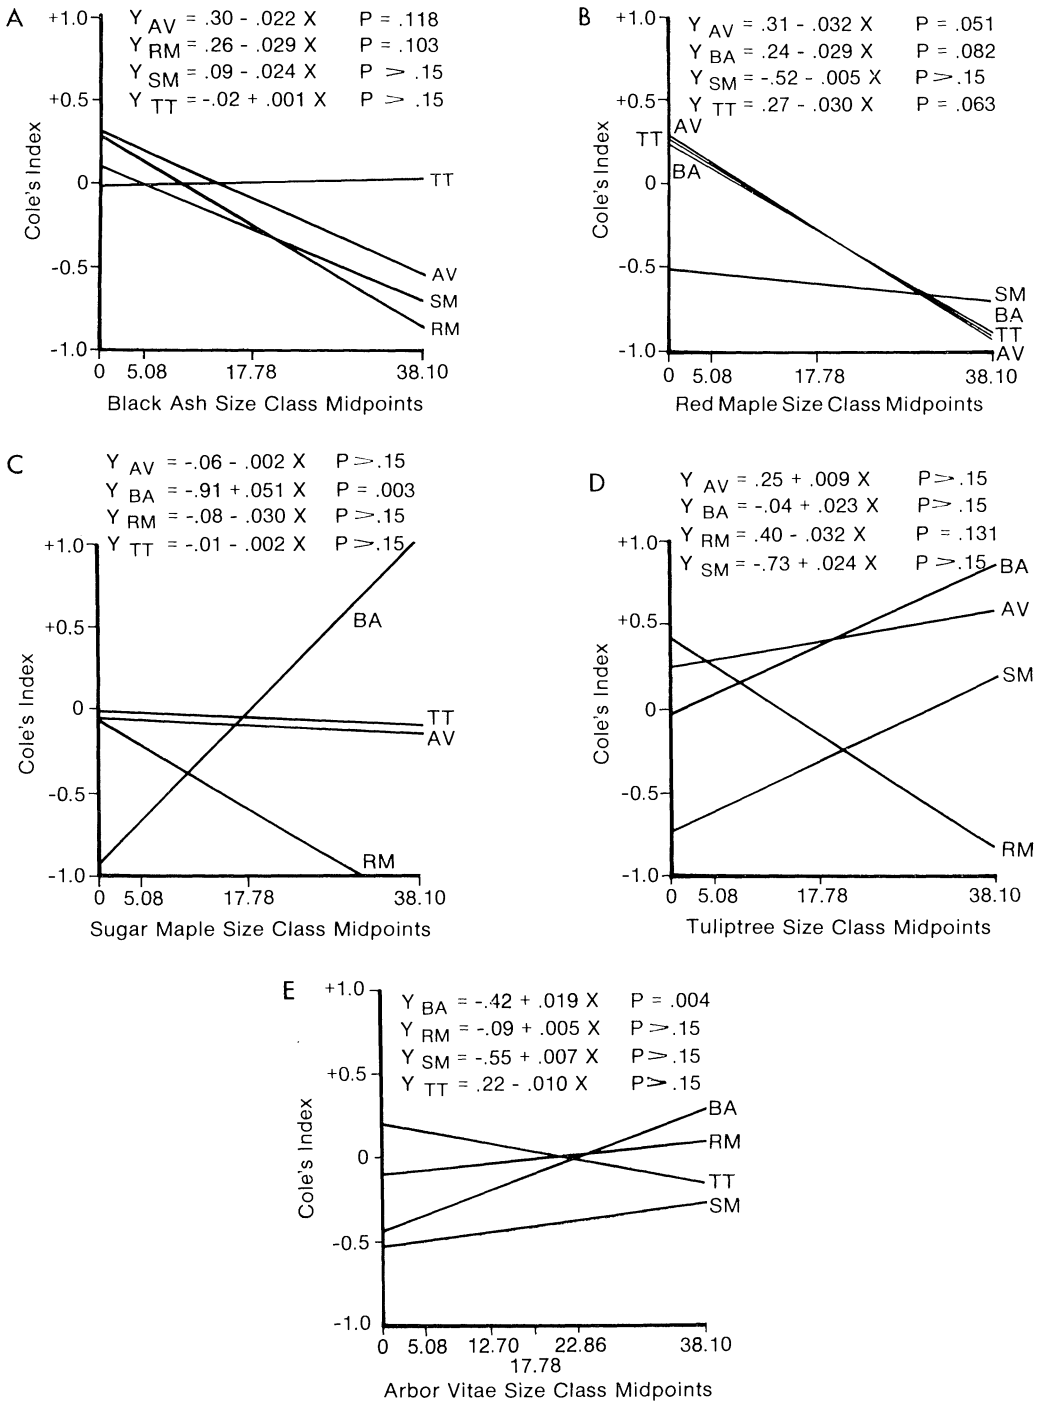 A
Y AV = .30 - .022 X P = .118
Y RM = .26 - .029 X P = .103
Y SM = .09 - .024 X P > .15
Y TT = -.02 + .001 X P > .15
+1.0
+0.5
0
-0.5
-1.0
Cole's Index
TT
AV
SM
RM
0 5.08 17.78 38.10
Black Ash Size Class Midpoints
B
Y AV = .31 - .032 X P = .051
Y BA = .24 - .029 X P = .082
Y SM = -.52 - .005 X P > .15
Y TT = .27 - .030 X P = .063
+1.0
+0.5
0
-0.5
-1.0
Cole's Index
AV
TT
BA
SM
BA
TT
AV
0 5.08 17.78 38.10
Red Maple Size Class Midpoints
C
Y AV = -.06 - .002 X P > .15
Y BA = -.91 + .051 X P = .003
Y RM = -.08 - .030 X P > .15
Y TT = -.01 - .002 X P > .15
+1.0
+0.5
0
-0.5
-1.0
Cole's Index
BA
TT
AV
RM
0 5.08 17.78 38.10
Sugar Maple Size Class Midpoints
D
Y AV = .25 + .009 X P > .15
Y BA = -.04 + .023 X P > .15
Y RM = .40 - .032 X P = .131
Y SM = -.73 + .024 X P > .15
+1.0
+0.5
0
-0.5
-1.0
Cole's Index
BA
AV
SM
RM
0 5.08 17.78 38.10
Tuliptree Size Class Midpoints
E
Y BA = -.42 + .019 X P = .004
Y RM = -.09 + .005 X P > .15
Y SM = -.55 + .007 X P > .15
Y TT = .22 - .010 X P > .15
+1.0
+0.5
0
-0.5
-1.0
Cole's Index
BA
RM
TT
SM
0 5.08 12.70 22.86 38.10
17.78
Arbor Vitae Size Class Midpoints